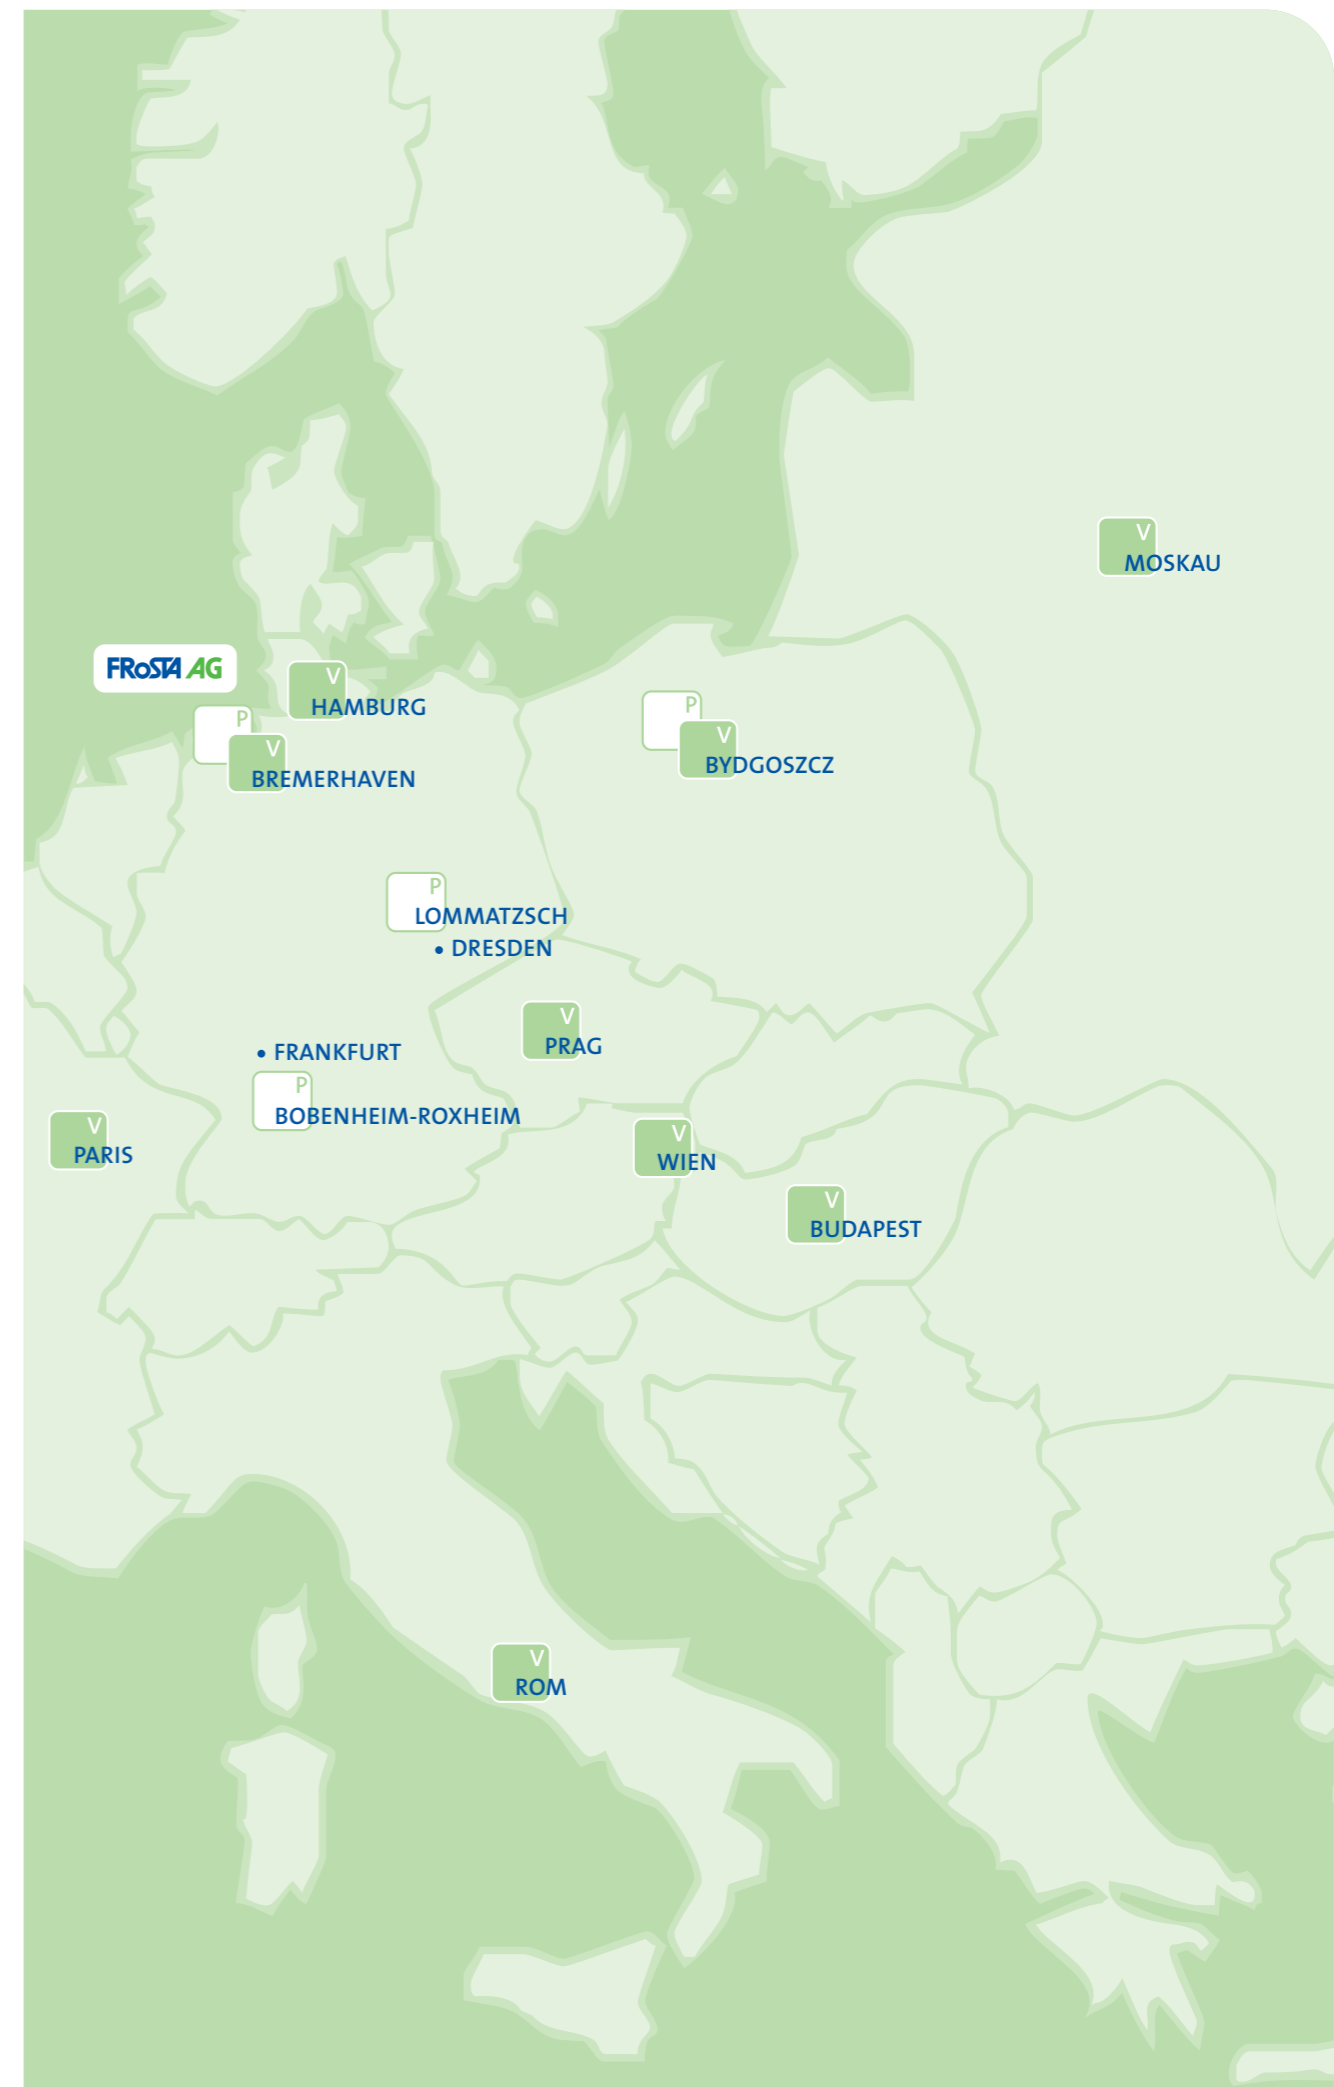 V
MOSKAU
FRoSTA AG
V
HAMBURG
P
V
BREMERHAVEN
P
V
BYDGOSZCZ
P
LOMMATZSCH
• DRESDEN
V
PRAG
• FRANKFURT
P
BOBENHEIM-ROXHEIM
V
PARIS
V
WIEN
V
BUDAPEST
V
ROM